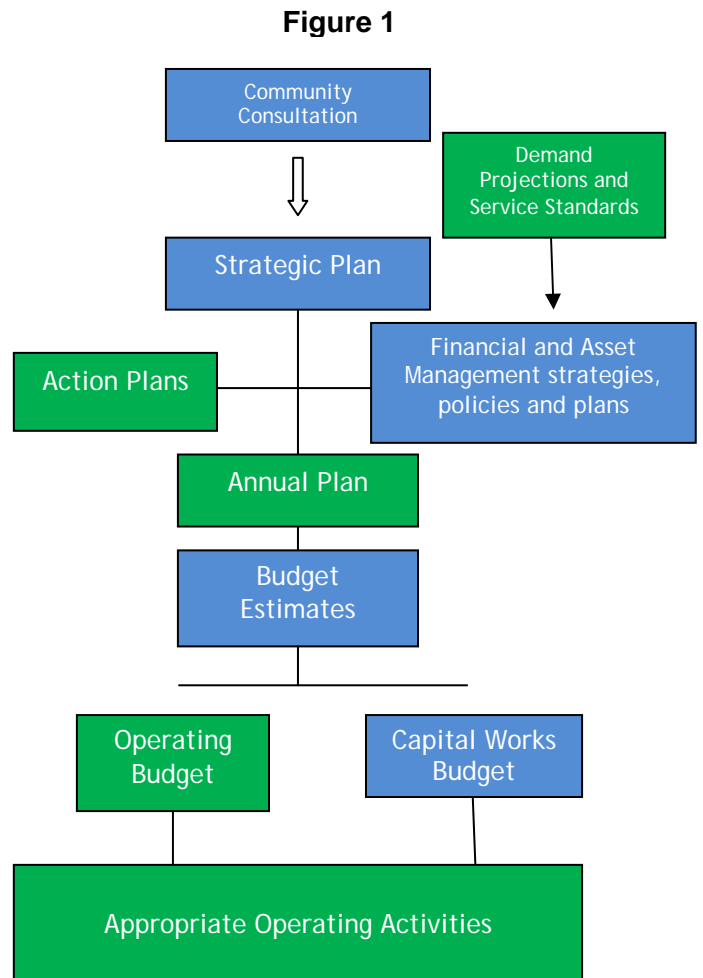 Figure 1
Community
Consultation
Demand
Projections and
Service Standards
Strategic Plan
Financial and Asset
Management strategies,
policies and plans
Action Plans
Annual Plan
Budget
Estimates
Operating
Budget
Capital Works
Budget
Appropriate Operating Activities